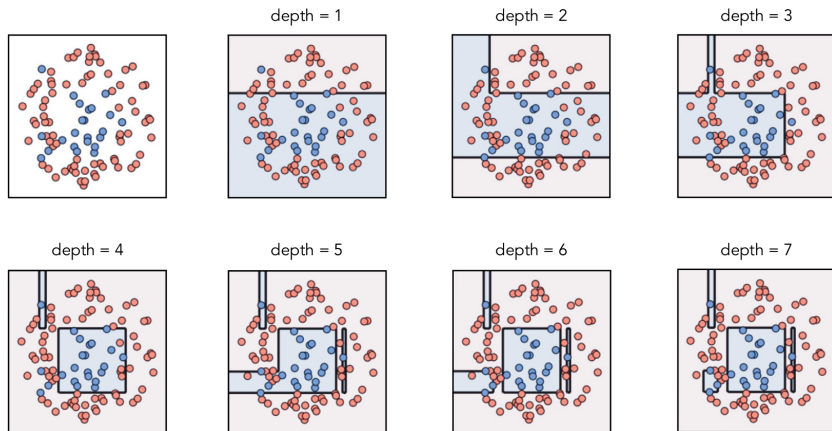 depth = 1
depth = 2
depth = 3
depth = 4
depth = 5
depth = 6
depth = 7